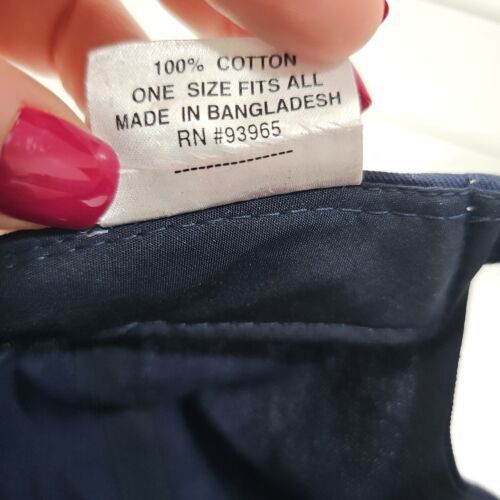 100% COTTON
ONE SIZE FITS ALL
MADE IN BANGLADESH
RN #93965
--------------